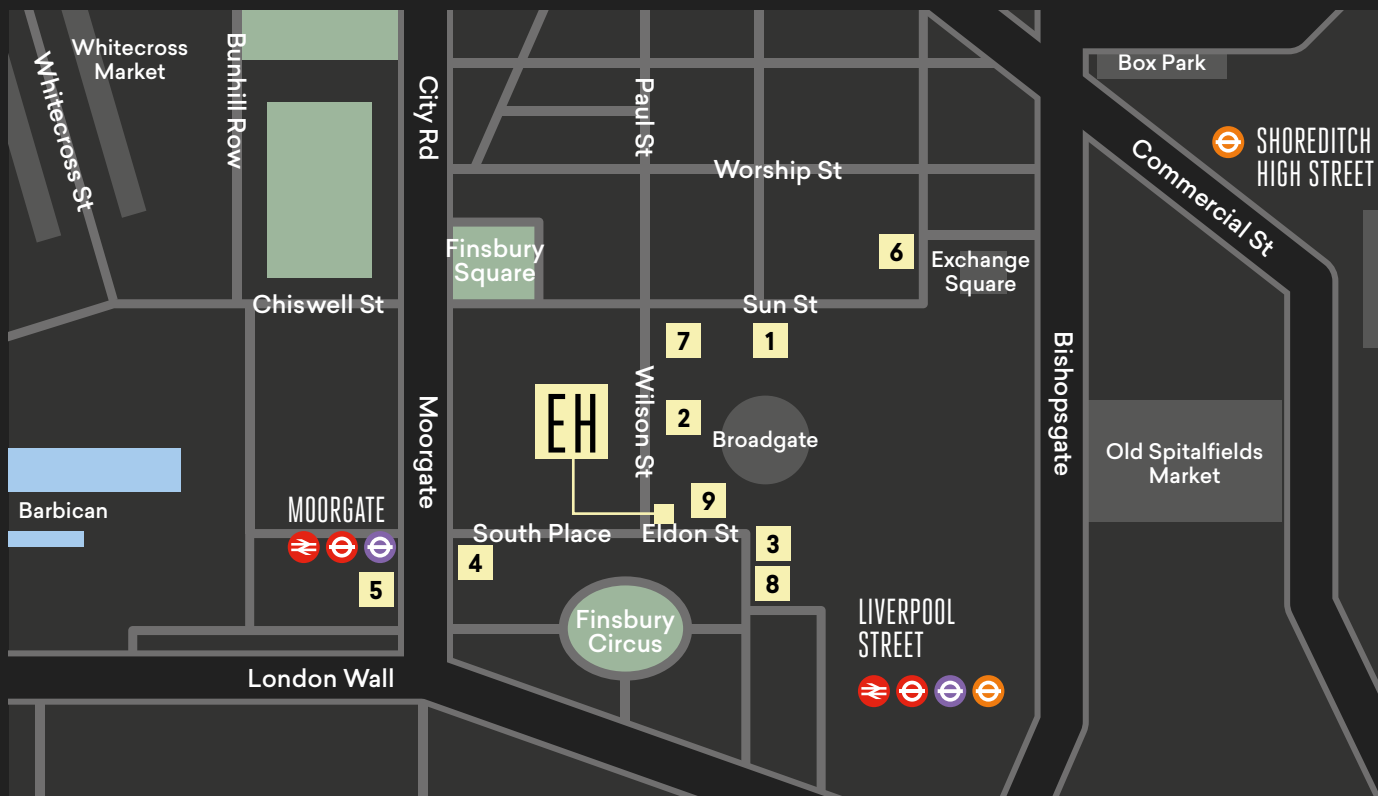 Whitecross
Market
Whitecross St
Bunhill Row
City Rd
Paul St
Box Park
SHOREDITCH
HIGH STREET
Commercial St
Worship St
Finsbury
Square
6
Exchange
Square
Chiswell St
Sun St
7
1
Bishopsgate
EH
Wilson St
Moorgate
2
Broadgate
Old Spitalfields
Market
Barbican
MOORGATE
9
South Place
Eldon St
3
4
5
8
Finsbury
Circus
LIVERPOOL
STREET
London Wall